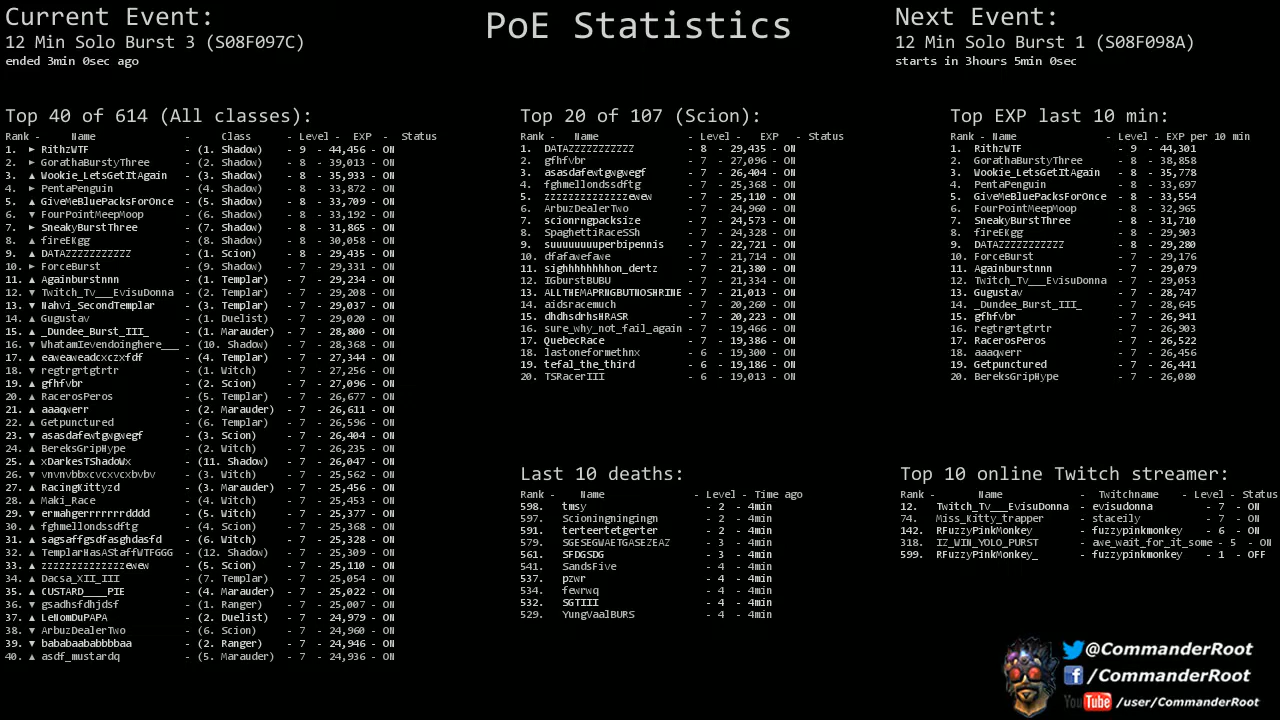 Current Event:
12 Min Solo Burst 3 (S08F097C)
ended 3min 0sec ago
PoE Statistics
Next Event:
12 Min Solo Burst 1 (S08F098A)
starts in 3hours 5min 0sec
Top 40 of 614 (All classes):
Rank - Name - Class - Level - EXP - Status
1. ► RithzWTF - (1. Shadow) - 9 - 44,456 - ON
2. ► GorathaBurstyThree - (2. Shadow) - 8 - 39,013 - ON
3. ▲ Wookie_LetsGetItAgain - (3. Shadow) - 8 - 35,933 - ON
4. ► PentaPenguin - (4. Shadow) - 8 - 33,872 - ON
5. ▲ GiveMeBluePacksForOnce - (5. Shadow) - 8 - 33,709 - ON
6. ▼ FourPointMeepMoop - (6. Shadow) - 8 - 33,192 - ON
7. ► SneakyBurstThree - (7. Shadow) - 8 - 31,865 - ON
8. ▲ fireEKgg - (8. Shadow) - 8 - 30,058 - ON
9. ▲ DATAZZZZZZZZZZZ - (1. Scion) - 8 - 29,435 - ON
10. ► ForceBurst - (9. Shadow) - 7 - 29,331 - ON
11. ▲ Againburstnnn - (1. Templar) - 7 - 29,234 - ON
12. ▼ Twitch_Tv___EvisuDonna - (2. Templar) - 7 - 29,208 - ON
13. ▼ Nahvi_SecondTemplar - (3. Templar) - 7 - 29,037 - ON
14. ▲ Gugustav - (1. Duelist) - 7 - 29,020 - ON
15. ▲ _Dundee_Burst_III_ - (1. Marauder) - 7 - 28,800 - ON
16. ▼ WhatamIevendoinghere___ - (10. Shadow) - 7 - 28,368 - ON
17. ▲ eaweaweadcxczxfdf - (4. Templar) - 7 - 27,344 - ON
18. ▼ regtrgrtgtrtr - (1. Witch) - 7 - 27,256 - ON
19. ▲ gfhfvbr - (2. Scion) - 7 - 27,096 - ON
20. ▲ RacerosPeros - (5. Templar) - 7 - 26,677 - ON
21. ▲ aaaqwerr - (2. Marauder) - 7 - 26,611 - ON
22. ▲ Getpunctured - (6. Templar) - 7 - 26,596 - ON
23. ▼ asasdafewtgwgwegf - (3. Scion) - 7 - 26,404 - ON
24. ▲ BereksGripHype - (2. Witch) - 7 - 26,235 - ON
25. ▲ xDarkesTShadoWx - (11. Shadow) - 7 - 26,047 - ON
26. ▼ vnvnvbbxcvcxvcxbvbv - (3. Witch) - 7 - 25,562 - ON
27. ▲ RacingKittyzd - (3. Marauder) - 7 - 25,456 - ON
28. ▲ Maki_Race - (4. Witch) - 7 - 25,453 - ON
29. ▼ ermahgerrrrrrrdddd - (5. Witch) - 7 - 25,377 - ON
30. ▲ fghmellondssdftg - (4. Scion) - 7 - 25,368 - ON
31. ▲ sagsaffgsdfasghdasfd - (6. Witch) - 7 - 25,328 - ON
32. ▲ TemplarHasAStaffWTFGGG - (12. Shadow) - 7 - 25,309 - ON
33. ▲ zzzzzzzzzzzzzzewew - (5. Scion) - 7 - 25,110 - ON
34. ▲ Dacsa_XII_III - (7. Templar) - 7 - 25,054 - ON
35. ▲ CUSTARD____PIE - (4. Marauder) - 7 - 25,022 - ON
36. ▼ gsadhsfdhjdsf - (1. Ranger) - 7 - 25,007 - ON
37. ▲ LeNomDuPAPA - (2. Duelist) - 7 - 24,979 - ON
38. ▼ ArbuzDealerTwo - (6. Scion) - 7 - 24,960 - ON
39. ▼ bababaababbbbaa - (2. Ranger) - 7 - 24,946 - ON
40. ▲ asdf_mustardq - (5. Marauder) - 7 - 24,936 - ON
Top 20 of 107 (Scion):
Rank - Name - Level - EXP - Status
1. DATAZZZZZZZZZZZ - 8 - 29,435 - ON
2. gfhfvbr - 7 - 27,096 - ON
3. asasdafewtgwgwegf - 7 - 26,404 - ON
4. fghmellondssdftg - 7 - 25,368 - ON
5. zzzzzzzzzzzzzzewew - 7 - 25,110 - ON
6. ArbuzDealerTwo - 7 - 24,960 - ON
7. scionrngpacksize - 7 - 24,573 - ON
8. SpaghettiRaceSSh - 7 - 24,328 - ON
9. suuuuuuuperbipennis - 7 - 22,721 - ON
10. dfafawefawe - 7 - 21,714 - ON
11. sighhhhhhhon_dertz - 7 - 21,380 - ON
12. IGburstBUBU - 7 - 21,334 - ON
13. ALLTHEMAPRNGBUTNOSHRINE - 7 - 21,013 - ON
14. aidsracemuch - 7 - 20,260 - ON
15. dhdhsdrhsHRASR - 7 - 20,223 - ON
16. sure_why_not_fail_again - 7 - 19,466 - ON
17. QuebecRace - 7 - 19,386 - ON
18. lastoneformethnx - 6 - 19,300 - ON
19. tefal_the_third - 6 - 19,186 - ON
20. TSRacerIII - 6 - 19,013 - ON
Top EXP last 10 min:
Rank - Name - Level - EXP per 10 min
1. RithzWTF - 9 - 44,301
2. GorathaBurstyThree - 8 - 38,858
3. Wookie_LetsGetItAgain - 8 - 35,778
4. PentaPenguin - 8 - 33,697
5. GiveMeBluePacksForOnce - 8 - 33,554
6. FourPointMeepMoop - 8 - 32,965
7. SneakyBurstThree - 8 - 31,710
8. fireEKgg - 8 - 29,903
9. DATAZZZZZZZZZZZ - 8 - 29,280
10. ForceBurst - 7 - 29,176
11. Againburstnnn - 7 - 29,079
12. Twitch_Tv___EvisuDonna - 7 - 29,053
13. Gugustav - 7 - 28,747
14. _Dundee_Burst_III_ - 7 - 28,645
15. gfhfvbr - 7 - 26,941
16. regtrgrtgtrtr - 7 - 26,903
17. RacerosPeros - 7 - 26,522
18. aaaqwerr - 7 - 26,456
19. Getpunctured - 7 - 26,441
20. BereksGripHype - 7 - 26,080
Last 10 deaths:
Rank - Name - Level - Time ago
598. tmsy - 2 - 4min
597. Scioningningingn - 2 - 4min
591. terteertetgerter - 2 - 4min
579. SGESEGWAETGASEZEAZ - 3 - 4min
561. SFDGSDG - 3 - 4min
541. SandsFive - 4 - 4min
537. pzwr - 4 - 4min
534. fewrwq - 4 - 4min
532. SGTIII - 4 - 4min
529. YungVaalBURS - 4 - 4min
Top 10 online Twitch streamer:
Rank - Name - Twitchname - Level - Status
12. Twitch_Tv___EvisuDonna - evisudonna - 7 - ON
74. Miss_Kitty_trapper - staceily - 7 - ON
142. RFuzzyPinkMonkey - fuzzypinkmonkey - 6 - ON
318. IZ_WIN_YOLO_PURST - awe_wait_for_it_some - 5 - ON
599. RFuzzyPinkMonkey_ - fuzzypinkmonkey - 1 - OFF
@CommanderRoot
f /CommanderRoot
YouTube /user/CommanderRoot